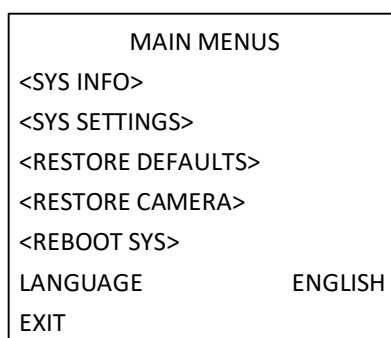 MAIN MENUS
<SYS INFO>
<SYS SETTINGS>
<RESTORE DEFAULTS>
<RESTORE CAMERA>
<REBOOT SYS>
LANGUAGE ENGLISH
EXIT